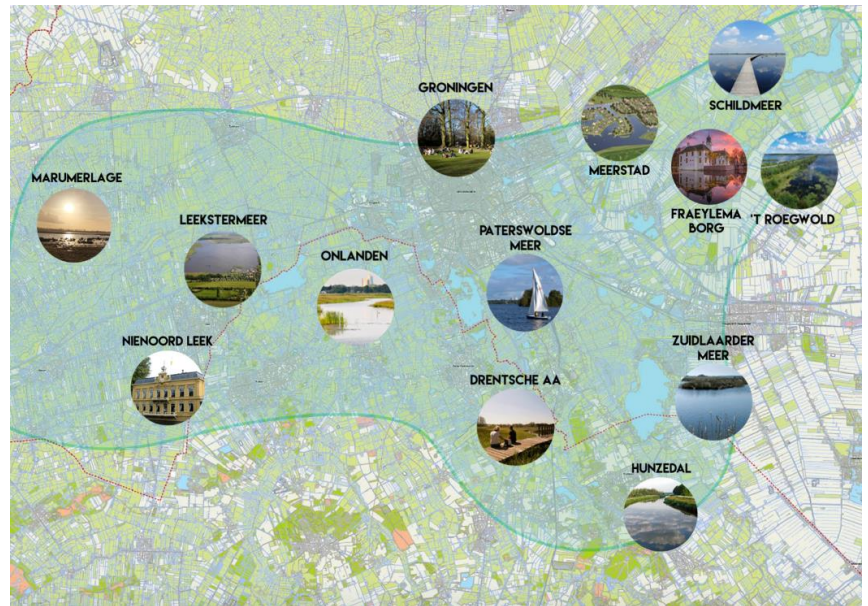 GRONINGEN
SCHILDMEER
MEERSTAD
MARUMERLAGE
LEEKSTERMEER
ONLANDEN
PATERSWOLDSE
MEER
FRAEYLEMA
BORG
'T ROEGWOLD
NIENOORD LEEK
ZUIDLAARDER
MEER
DRENTSCHE AA
HUNZEDAL